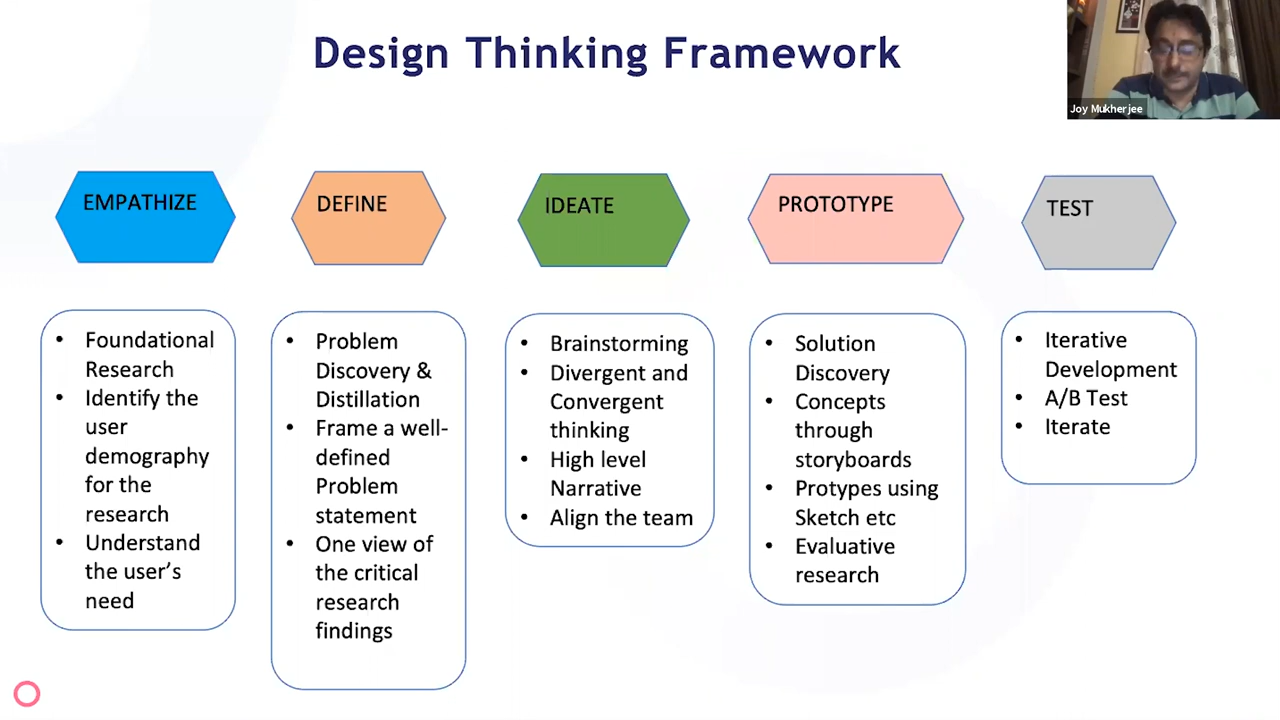 Design Thinking Framework
Joy Mukherjee
EMPATHIZE
DEFINE
IDEATE
PROTOTYPE
TEST
• Foundational
Research
• Identify the
user
demography
for the
research
• Understand
the user's
need
• Problem
Discovery &
Distillation
• Frame a well-
defined
Problem
statement
• One view of
the critical
research
findings
• Brainstorming
• Divergent and
Convergent
thinking
• High level
Narrative
• Align the team
• Solution
Discovery
• Concepts
through
storyboards
• Protypes using
Sketch etc
• Evaluative
research
• Iterative
Development
• A/B Test
• Iterate